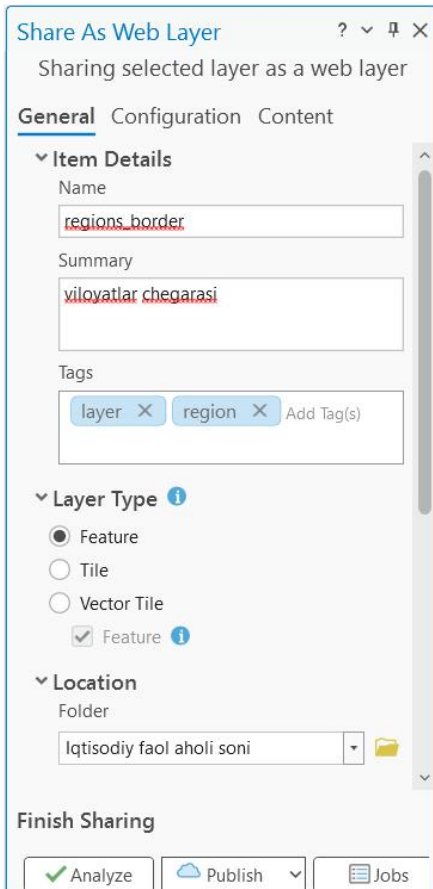 Share As Web Layer ?
Sharing selected layer as a web layer
General Configuration Content
Item Details
Name
regions_border
Summary
viloyatlar chegarasi
Tags
layer X region X Add Tag(s)
Layer Type
Feature
Tile
Vector Tile
Feature
Location
Folder
Iqtisodiy faol aholi soni
Finish Sharing
Analyze Publish Jobs